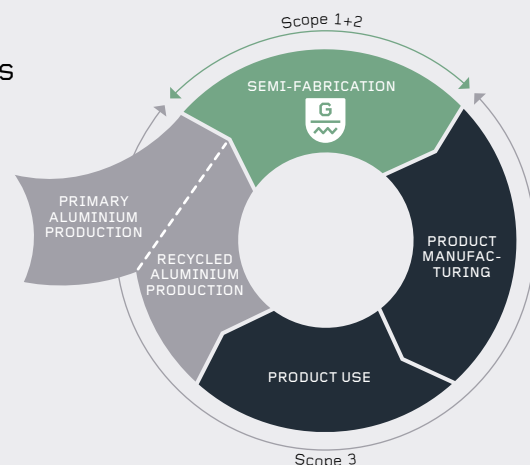 s
Scope 1+2
SEMI-FABRICATION
G
PRIMARY
ALUMINIUM
PRODUCTION
RECYCLED
ALUMINIUM
PRODUCTION
PRODUCT
MANUFAC-
TURING
PRODUCT USE
Scope 3